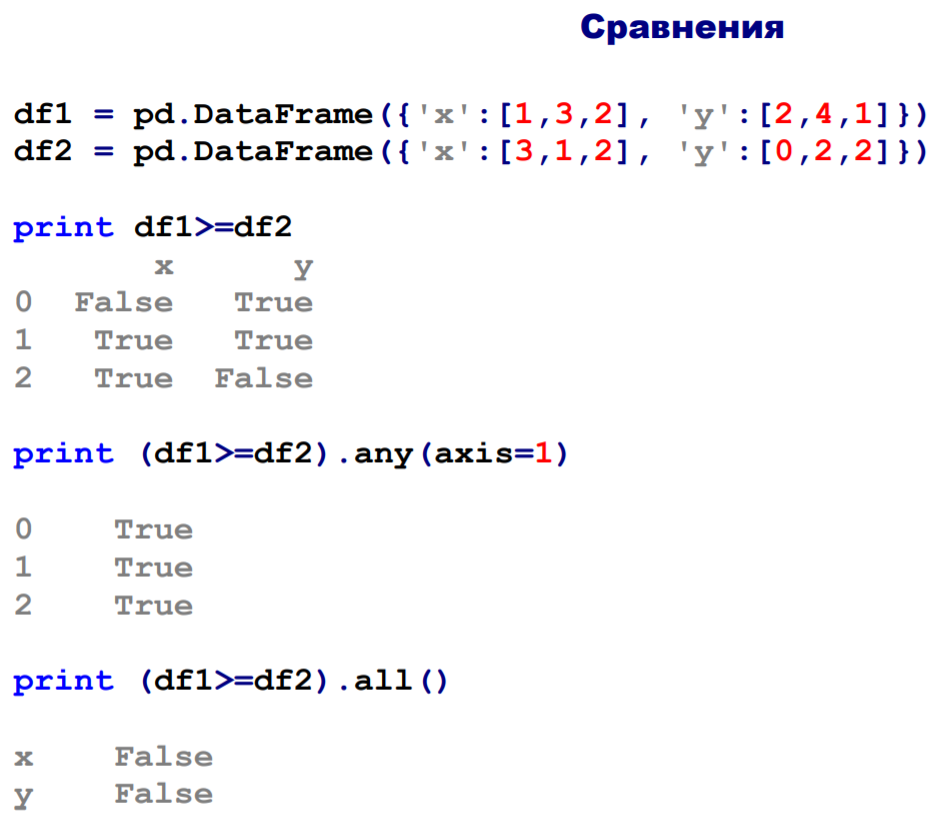 Сравнения
df1 = pd.DataFrame({'x':[1,3,2], 'y':[2,4,1]})
df2 = pd.DataFrame({'x':[3,1,2], 'y':[0,2,2]})
print df1>=df2
x y
0 False True
1 True True
2 True False
print (df1>=df2).any(axis=1)
0 True
1 True
2 True
print (df1>=df2).all()
x False
y False